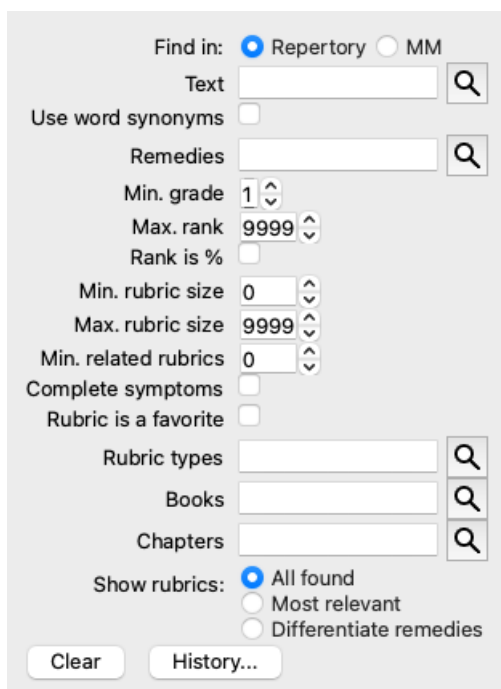 Find in: Repertory MM
Text
Use word synonyms
Remedies
Min. grade 1
Max. rank 9999
Rank is %
Min. rubric size 0
Max. rubric size 9999
Min. related rubrics 0
Complete symptoms
Rubric is a favorite
Rubric types
Books
Chapters
Show rubrics: All found
Most relevant
Differentiate remedies
Clear History...